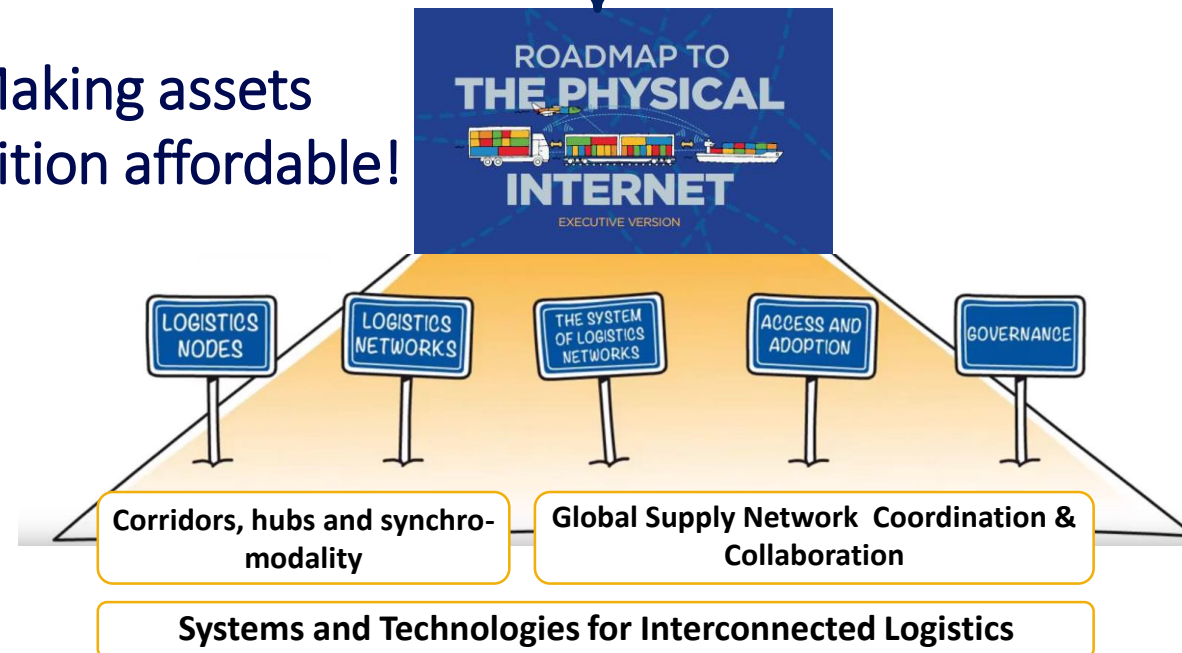 Making assets
ition affordable!
ROADMAP TO
THE PHYSICAL
INTERNET
EXECUTIVE VERSION
LOGISTICS
NODES
LOGISTICS
NETWORKS
THE SYSTEM
OF LOGISTICS
NETWORKS
ACCESS AND
ADOPTION
GOVERNANCE
Corridors, hubs and synchro-
modality
Global Supply Network Coordination &
Collaboration
Systems and Technologies for Interconnected Logistics